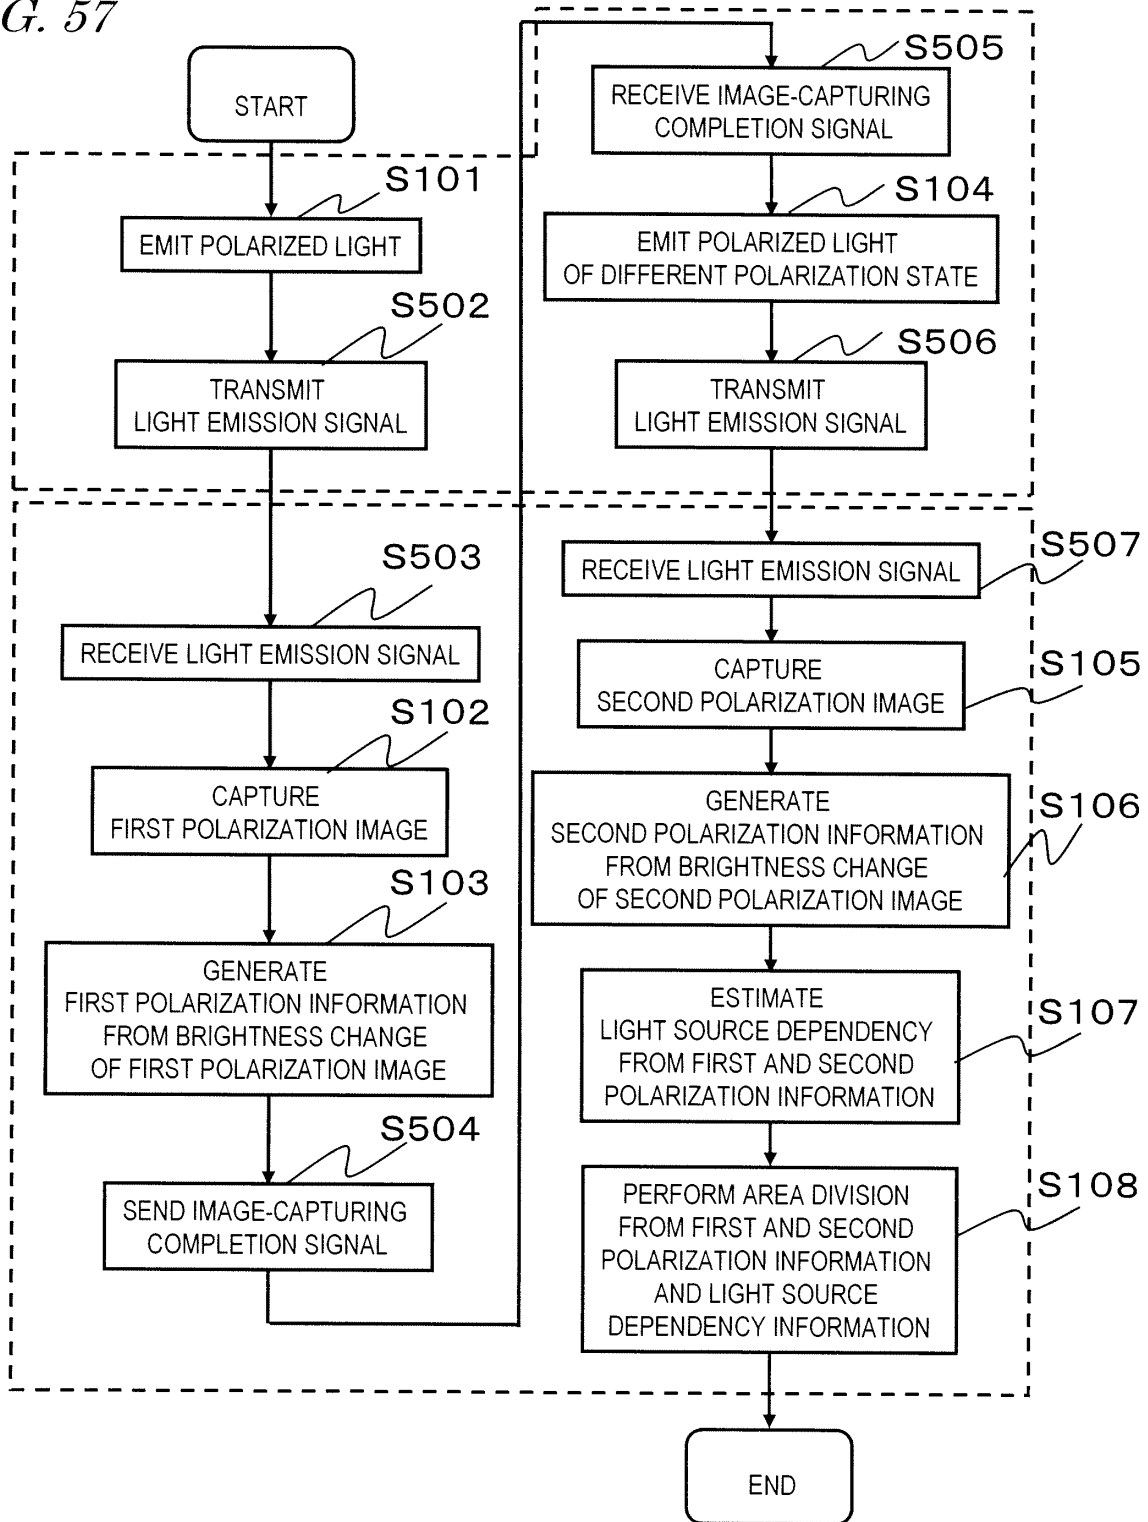 G. 57
START
S101
EMIT POLARIZED LIGHT
S502
TRANSMIT
LIGHT EMISSION SIGNAL
S503
RECEIVE LIGHT EMISSION SIGNAL
S102
CAPTURE
FIRST POLARIZATION IMAGE
S103
GENERATE
FIRST POLARIZATION INFORMATION
FROM BRIGHTNESS CHANGE
OF FIRST POLARIZATION IMAGE
S504
SEND IMAGE-CAPTURING
COMPLETION SIGNAL
S505
RECEIVE IMAGE-CAPTURING
COMPLETION SIGNAL
S104
EMIT POLARIZED LIGHT
OF DIFFERENT POLARIZATION STATE
S506
TRANSMIT
LIGHT EMISSION SIGNAL
S507
RECEIVE LIGHT EMISSION SIGNAL
S105
CAPTURE
SECOND POLARIZATION IMAGE
S106
GENERATE
SECOND POLARIZATION INFORMATION
FROM BRIGHTNESS CHANGE
OF SECOND POLARIZATION IMAGE
S107
ESTIMATE
LIGHT SOURCE DEPENDENCY
FROM FIRST AND SECOND
POLARIZATION INFORMATION
S108
PERFORM AREA DIVISION
FROM FIRST AND SECOND
POLARIZATION INFORMATION
AND LIGHT SOURCE
DEPENDENCY INFORMATION
END